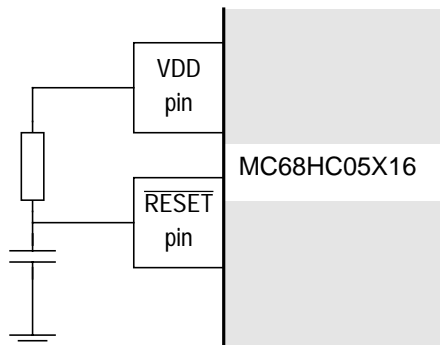 VDD
pin
MC68HC05X16
RESET
pin